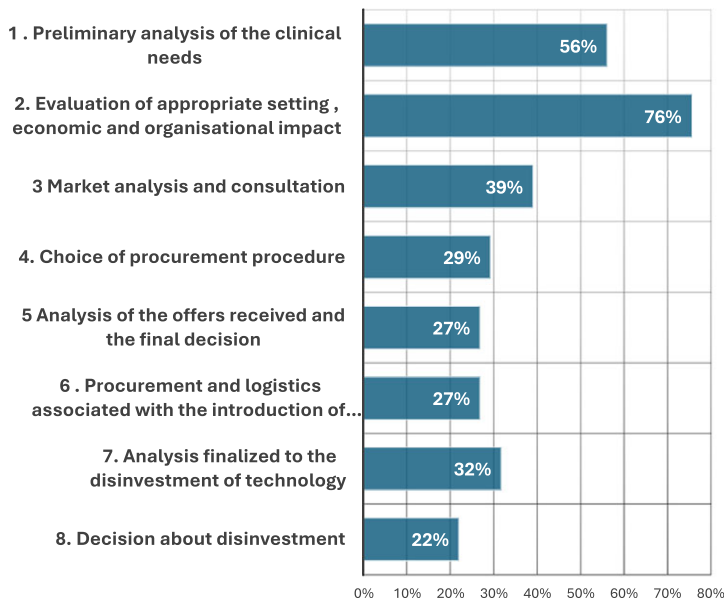 1 . Preliminary analysis of the clinical
needs
56%
2. Evaluation of appropriate setting ,
economic and organisational impact
76%
3 Market analysis and consultation
39%
4. Choice of procurement procedure
29%
5 Analysis of the offers received and
the final decision
27%
6 . Procurement and logistics
associated with the introduction of...
27%
7. Analysis finalized to the
disinvestment of technology
32%
8. Decision about disinvestment
22%
0% 10% 20% 30% 40% 50% 60% 70% 80%